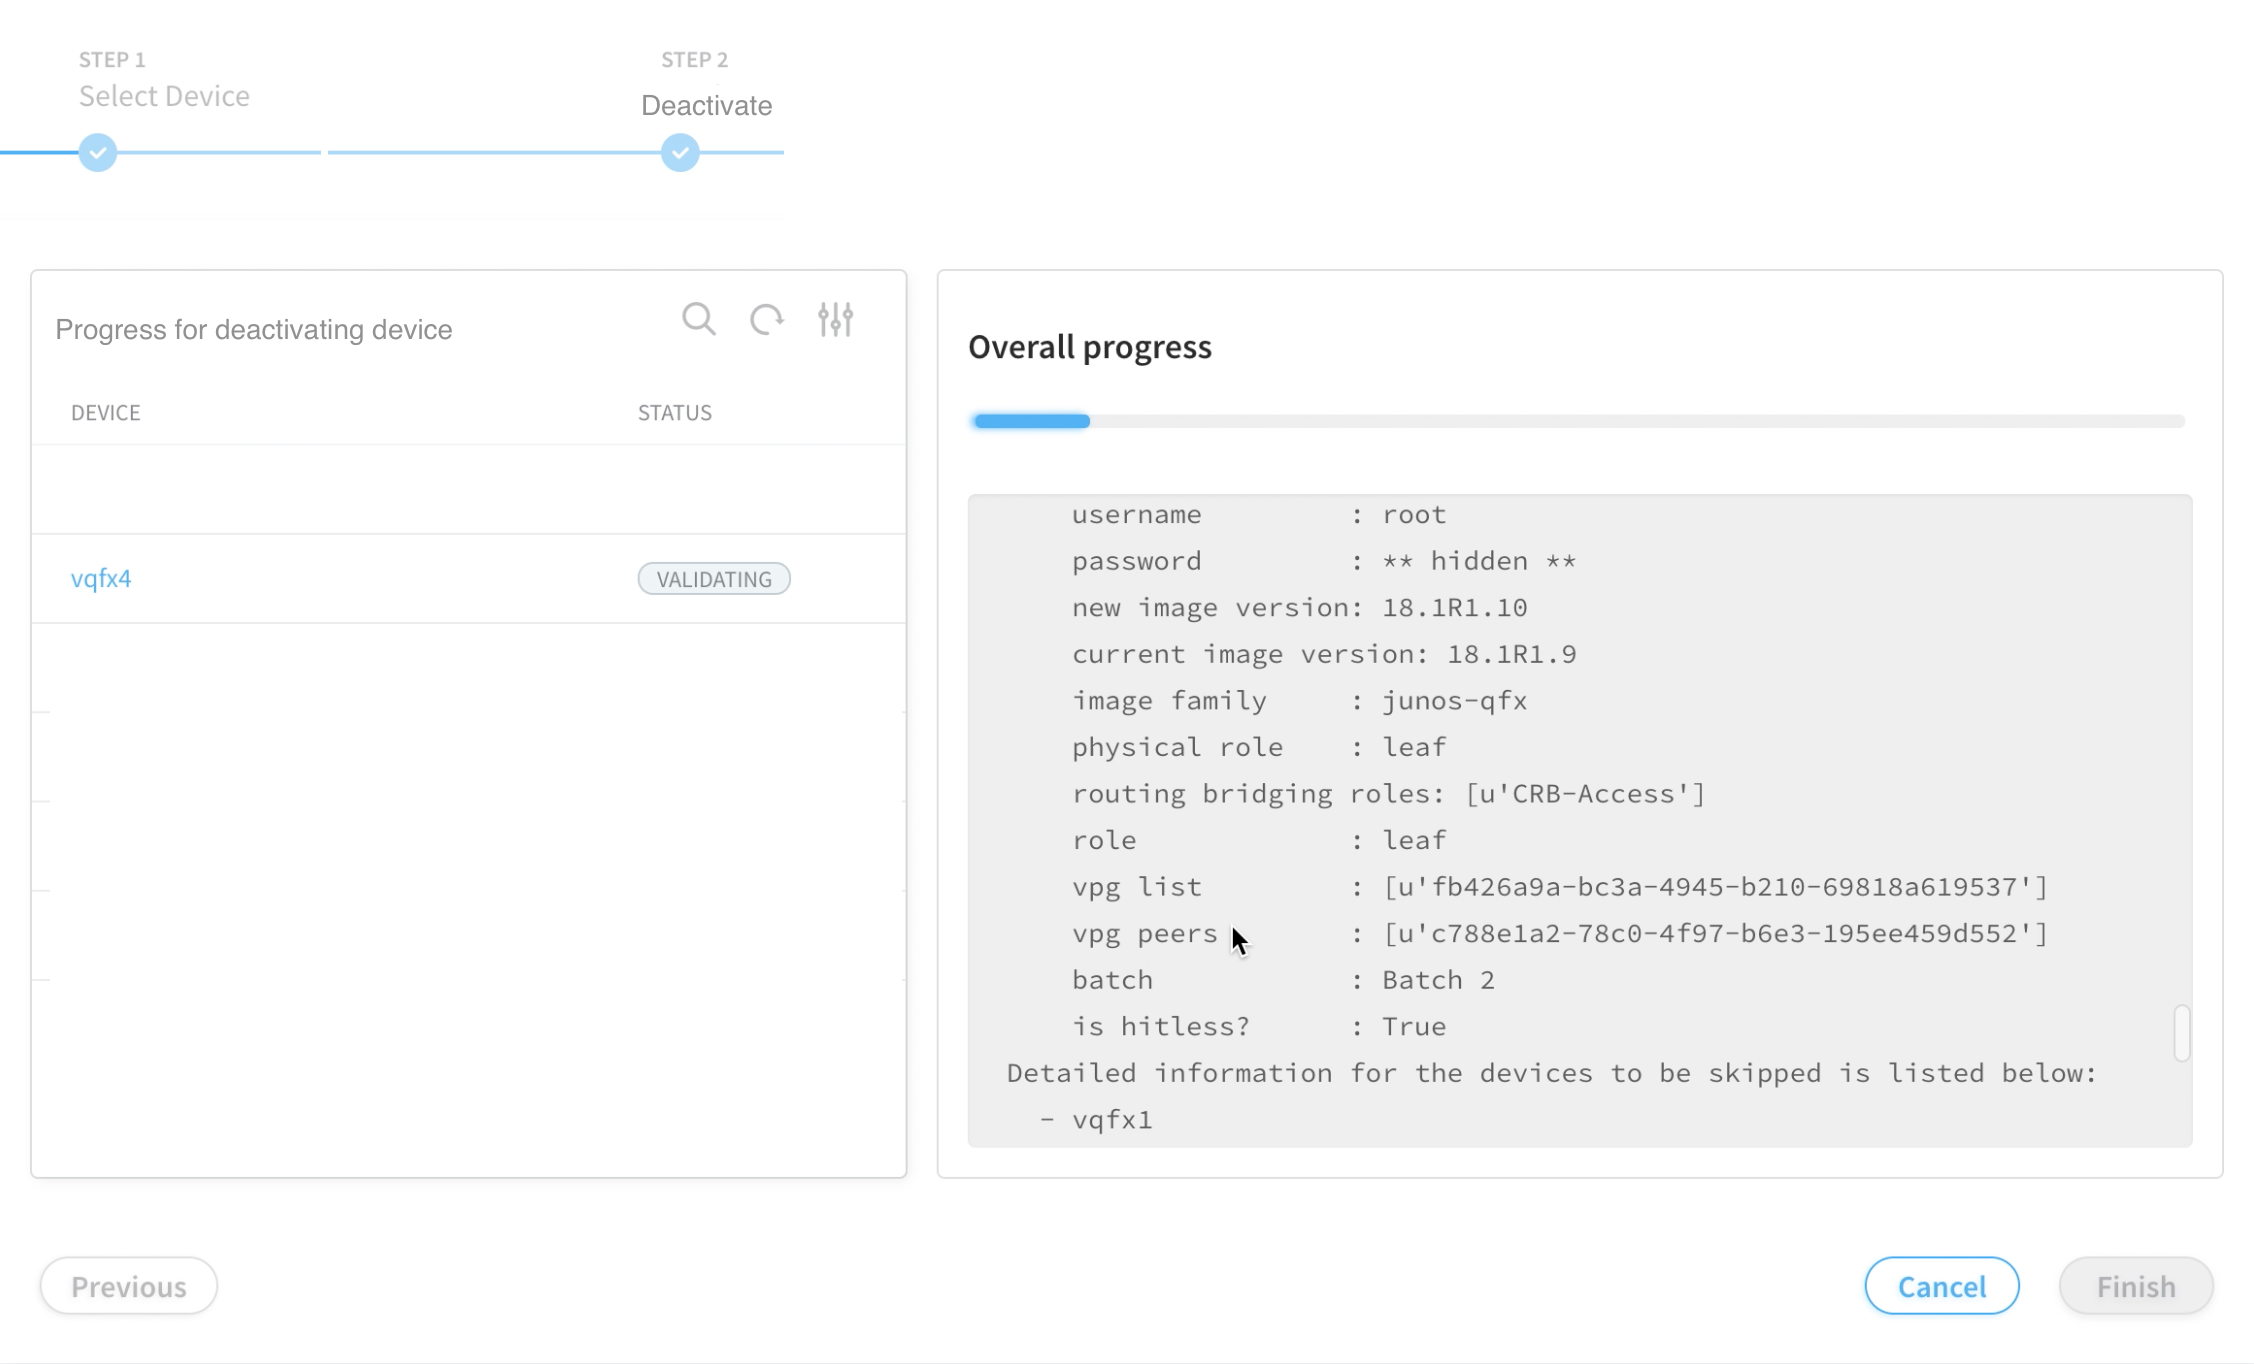 STEP 1
Select Device
STEP 2
Deactivate
Progress for deactivating device
DEVICE STATUS
vqfx4 VALIDATING
Overall progress
username : root
password : ** hidden **
new image version: 18.1R1.10
current image version: 18.1R1.9
image family : junos-qfx
physical role : leaf
routing bridging roles: [u'CRB-Access']
role : leaf
vpg list : [u'fb426a9a-bc3a-4945-b210-69818a619537']
vpg peers : [u'c788e1a2-78c0-4f97-b6e3-195ee459d552']
batch : Batch 2
is hitless? : True
Detailed information for the devices to be skipped is listed below:
- vqfx1
Previous
Cancel
Finish